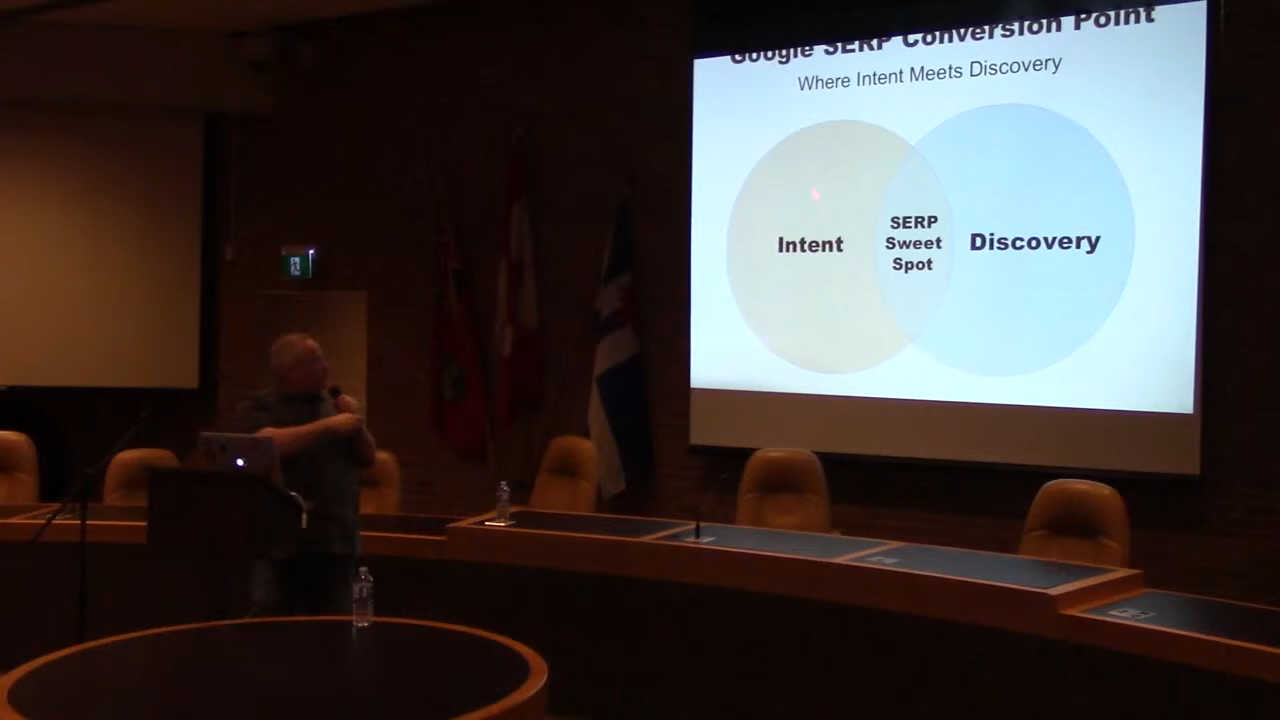 Google SERP Conversion Point
Where Intent Meets Discovery
Intent
SERP
Sweet
Spot
Discovery